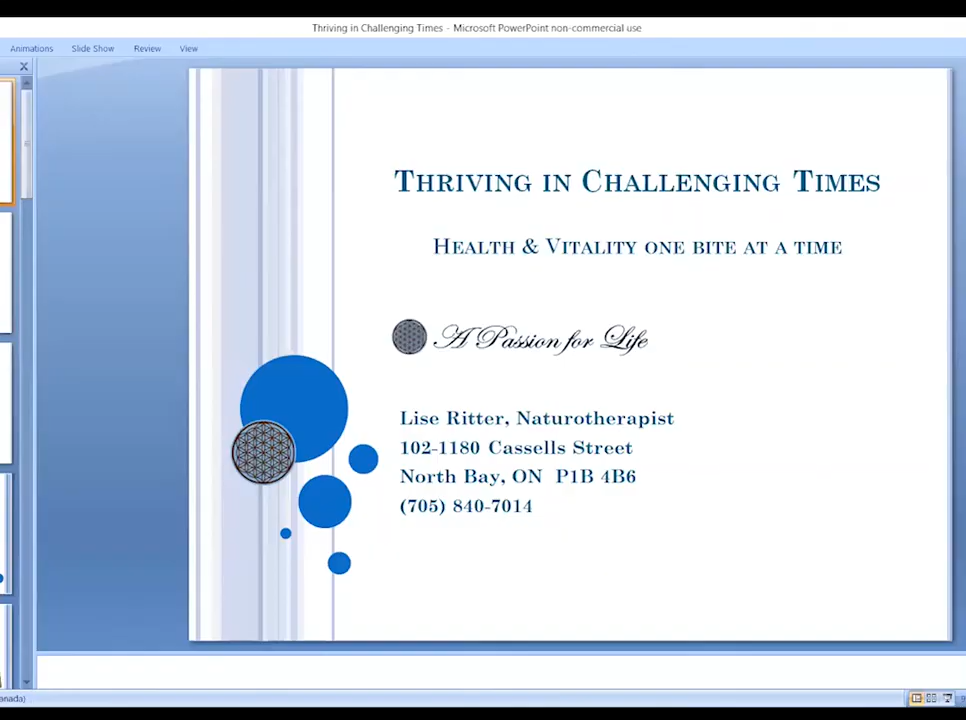 Thriving in Challenging Times - Microsoft PowerPoint non-commercial use
Animations Slide Show Review View
Thriving in Challenging Times
Health & Vitality one bite at a time
A Passion for Life
Lise Ritter, Naturotherapist
102-1180 Cassells Street
North Bay, ON P1B 4B6
(705) 840-7014
anada)